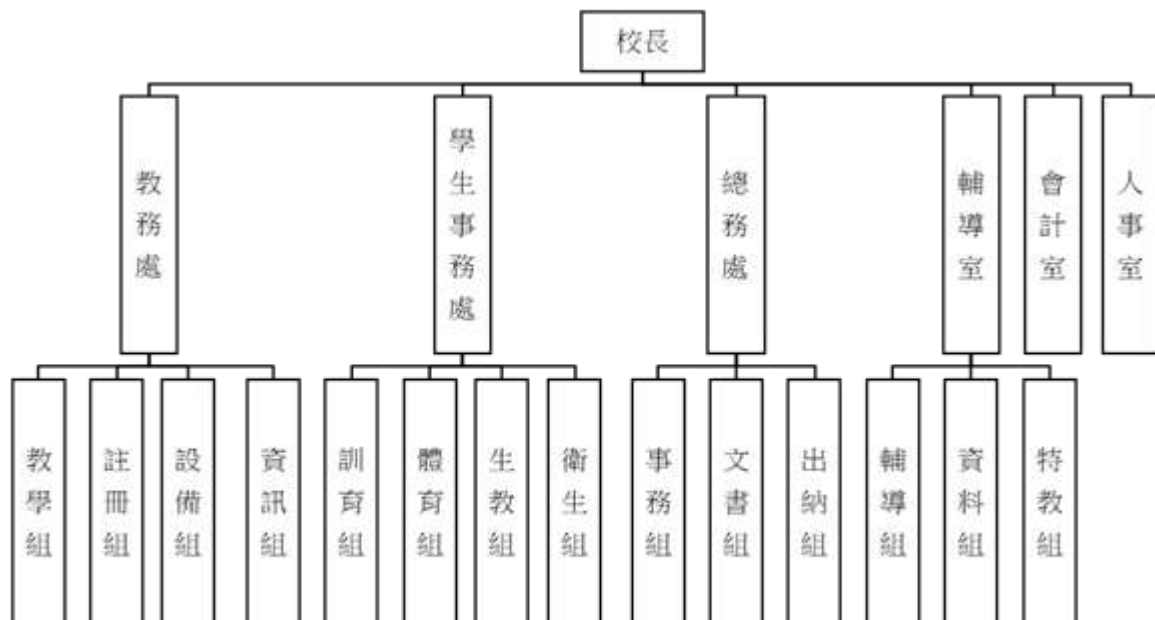 校長
教務處
學生事務處
總務處
輔導室
會計室
人事室
教學組
註冊組
設備組
資訊組
訓育組
體育組
生教組
衛生組
事務組
文書組
出納組
輔導組
資料組
特教組